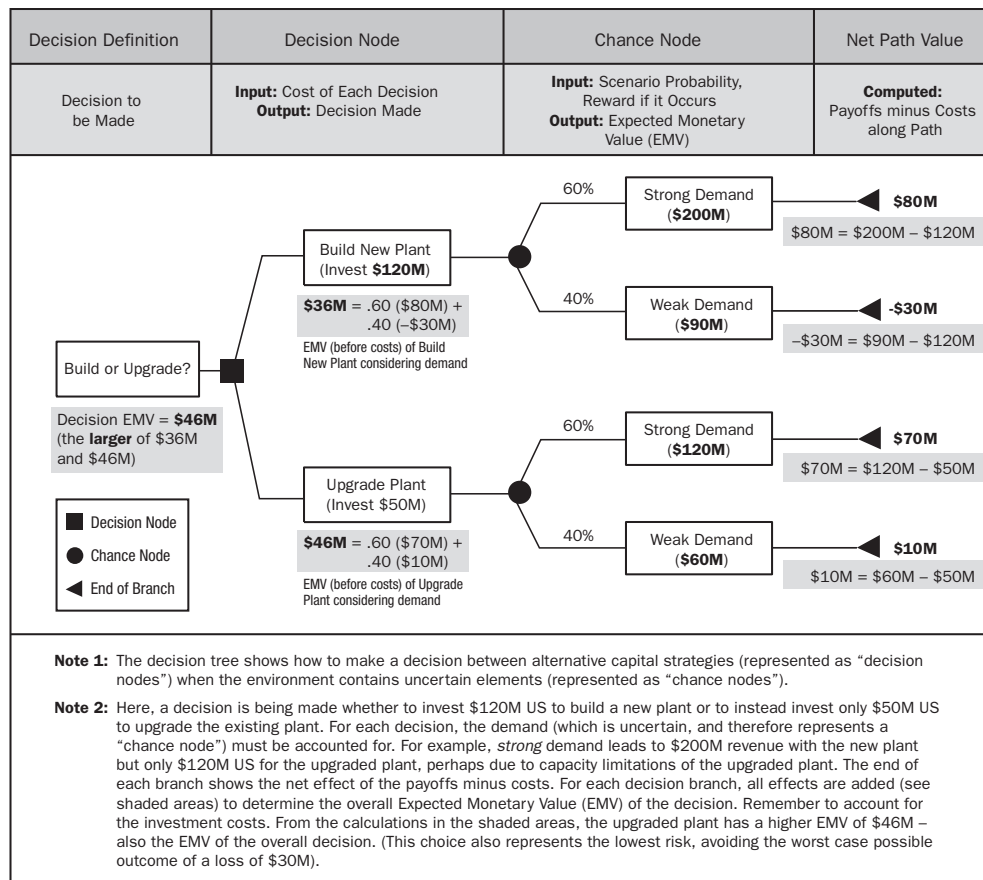 Decision Definition
Decision Node
Chance Node
Net Path Value
Decision to
be Made
Input: Cost of Each Decision
Output: Decision Made
Input: Scenario Probability,
Reward if it Occurs
Output: Expected Monetary
Value (EMV)
Computed:
Payoffs minus Costs
along Path
60%
Strong Demand
($200M)
$80M
$80M = $200M – $120M
Build New Plant
(Invest $120M)
40%
Weak Demand
($90M)
-$30M
–$30M = $90M – $120M
$36M = .60 ($80M) +
.40 (–$30M)
EMV (before costs) of Build
New Plant considering demand
Build or Upgrade?
Decision EMV = $46M
(the larger of $36M
and $46M)
60%
Strong Demand
($120M)
$70M
$70M = $120M – $50M
Upgrade Plant
(Invest $50M)
40%
Weak Demand
($60M)
$10M
$10M = $60M – $50M
$46M = .60 ($70M) +
.40 ($10M)
EMV (before costs) of Upgrade
Plant considering demand
Decision Node
Chance Node
End of Branch
Note 1: The decision tree shows how to make a decision between alternative capital strategies (represented as “decision
nodes”) when the environment contains uncertain elements (represented as “chance nodes”).
Note 2: Here, a decision is being made whether to invest $120M US to build a new plant or to instead invest only $50M US
to upgrade the existing plant. For each decision, the demand (which is uncertain, and therefore represents a
“chance node”) must be accounted for. For example, strong demand leads to $200M revenue with the new plant
but only $120M US for the upgraded plant, perhaps due to capacity limitations of the upgraded plant. The end of
each branch shows the net effect of the payoffs minus costs. For each decision branch, all effects are added (see
shaded areas) to determine the overall Expected Monetary Value (EMV) of the decision. Remember to account for
the investment costs. From the calculations in the shaded areas, the upgraded plant has a higher EMV of $46M –
also the EMV of the overall decision. (This choice also represents the lowest risk, avoiding the worst case possible
outcome of a loss of $30M).